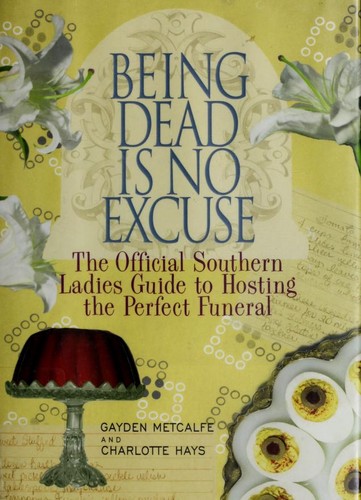 BEING
DEAD
IS NO
EXCUSE
The Official Southern
Ladies Guide to Hosting
the Perfect Funeral
GAYDEN METCALFE
AND
CHARLOTTE HAYS